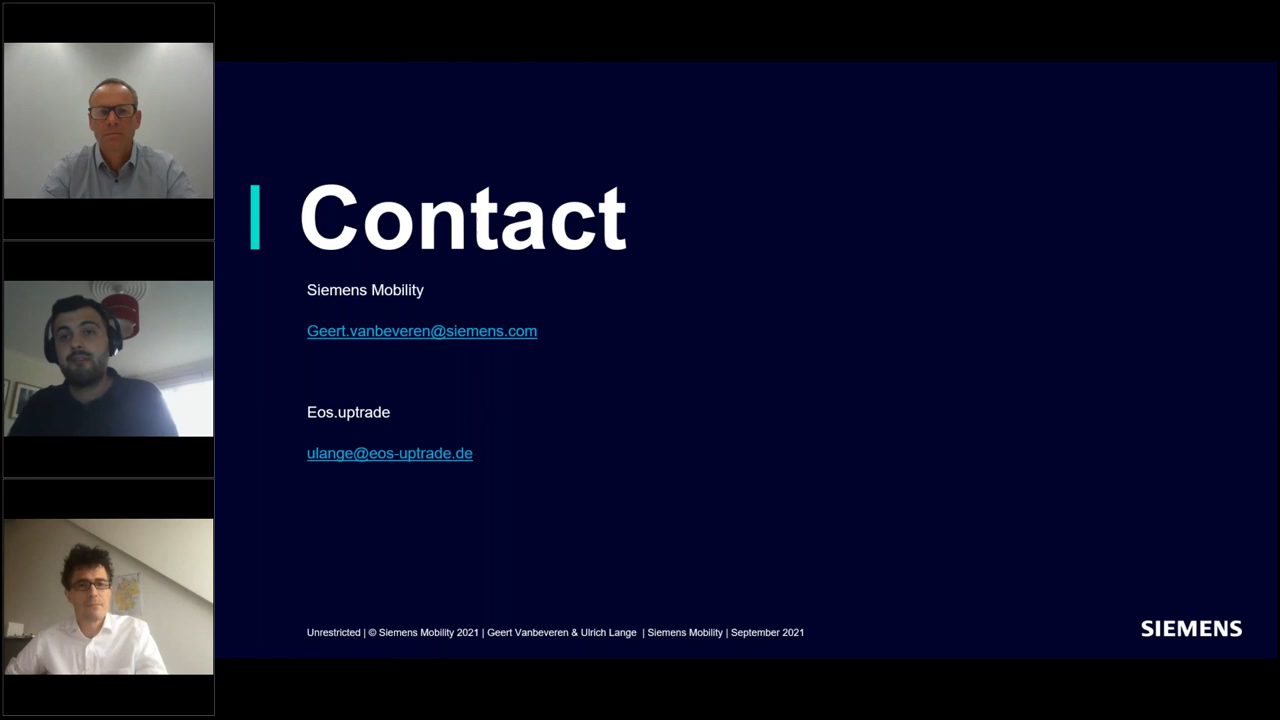 Contact
Siemens Mobility
Geert.vanbeveren@siemens.com
Eos.uptrade
ulange@eos-uptrade.de
Unrestricted | © Siemens Mobility 2021 | Geert Vanbeveren & Ulrich Lange | Siemens Mobility | September 2021
SIEMENS